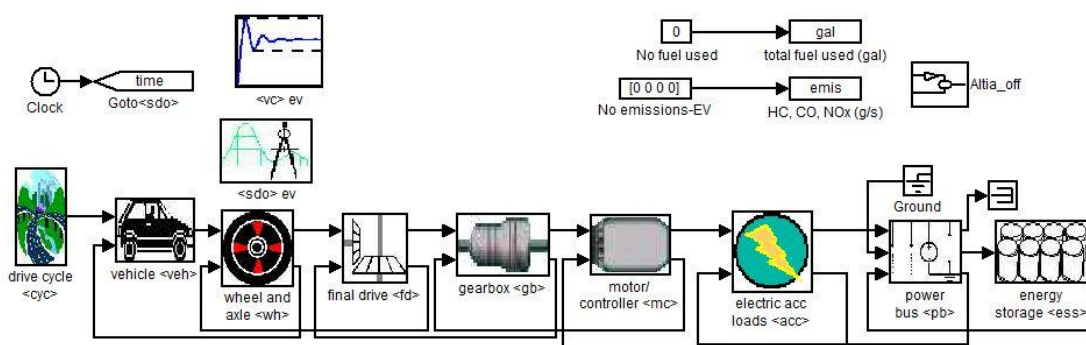 0
No fuel used
gal
total fuel used (gal)
time
Clock
Goto<sdo>
<vc> ev
[0 0 0 0]
No emissions-EV
emis
HC, CO, NOx (g/s)
Altia_off
<sdo> ev
Ground
drive cycle
<cyc>
vehicle <veh>
wheel and
axle <wh>
final drive <fd>
gearbox <gb>
motor/
controller <mc>
electric acc
loads <acc>
power
bus <pb>
energy
storage <ess>